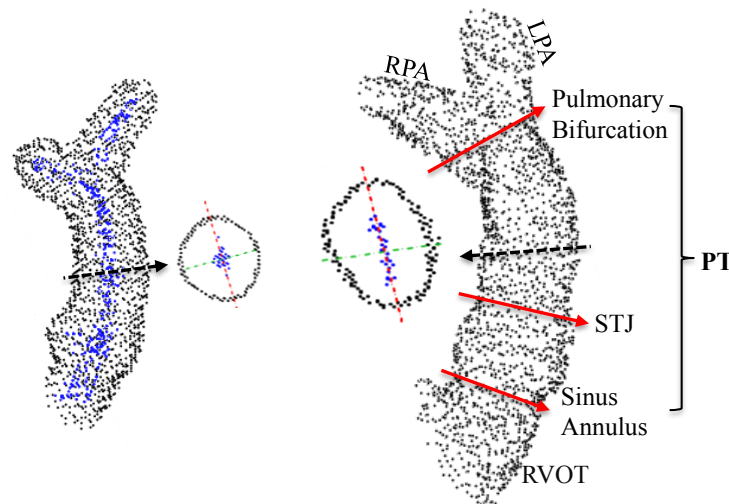 LPA
RPA
Pulmonary
Bifurcation
PT
STJ
Sinus
Annulus
RVOT